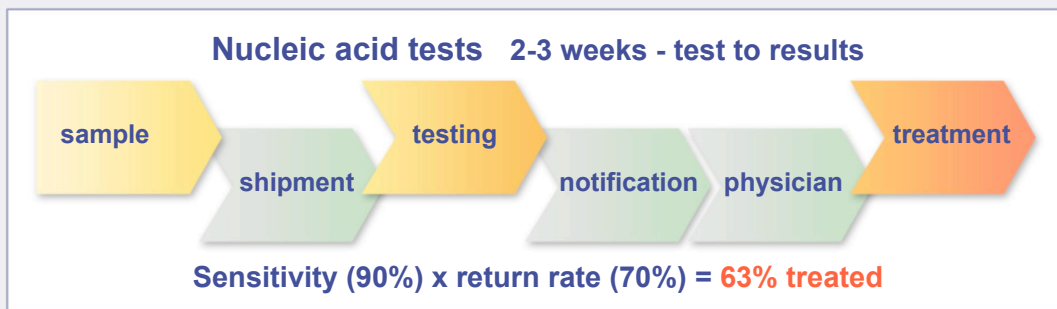 Nucleic acid tests 2-3 weeks - test to results
sample
shipment
testing
notification
physician
treatment
Sensitivity (90%) x return rate (70%) = 63% treated